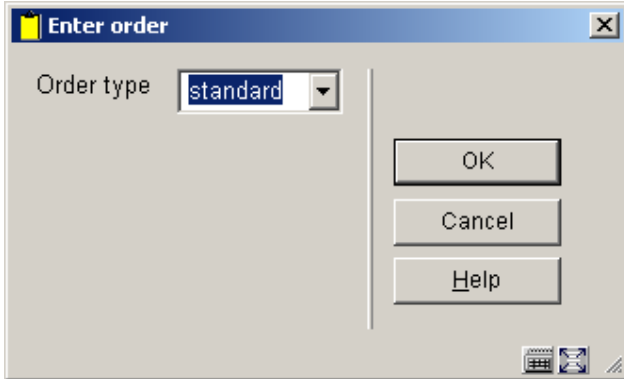 Enter order
Order type standard
OK
Cancel
Help